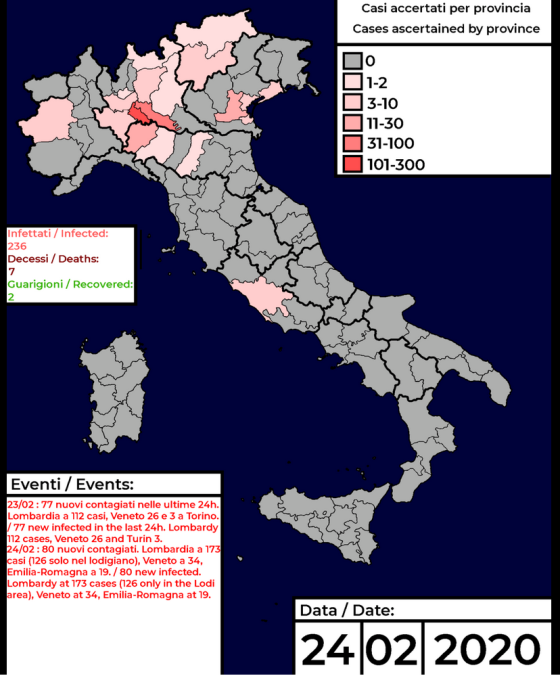 Casi accertati per provincia
Cases ascertained by province
0
1-2
3-10
11-30
31-100
101-300
Infettati / Infected:
236
Decessi / Deaths:
7
Guarigioni / Recovered:
2
Eventi / Events:
23/02 : 77 nuovi contagiati nelle ultime 24h.
Lombardia a 112 casi, Veneto 26 e 3 a Torino.
/ 77 new infected in the last 24h. Lombardy
112 cases, Veneto 26 and Turin 3.
24/02 : 80 nuovi contagiati. Lombardia a 173
casi (126 solo nel lodigiano), Veneto a 34,
Emilia-Romagna a 19. / 80 new infected.
Lombardy at 173 cases (126 only in the Lodi
area), Veneto at 34, Emilia-Romagna at 19.
Data / Date:
24 02 2020